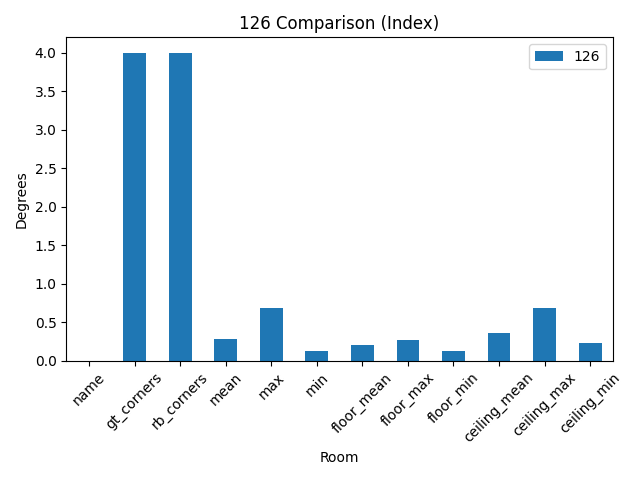 126 Comparison (Index)
126
Degrees
4.0
3.5
3.0
2.5
2.0
1.5
1.0
0.5
0.0
name
gt_corners
rb_corners
mean
max
min
floor_mean
floor_max
floor_min
ceiling_mean
ceiling_max
ceiling_min
Room